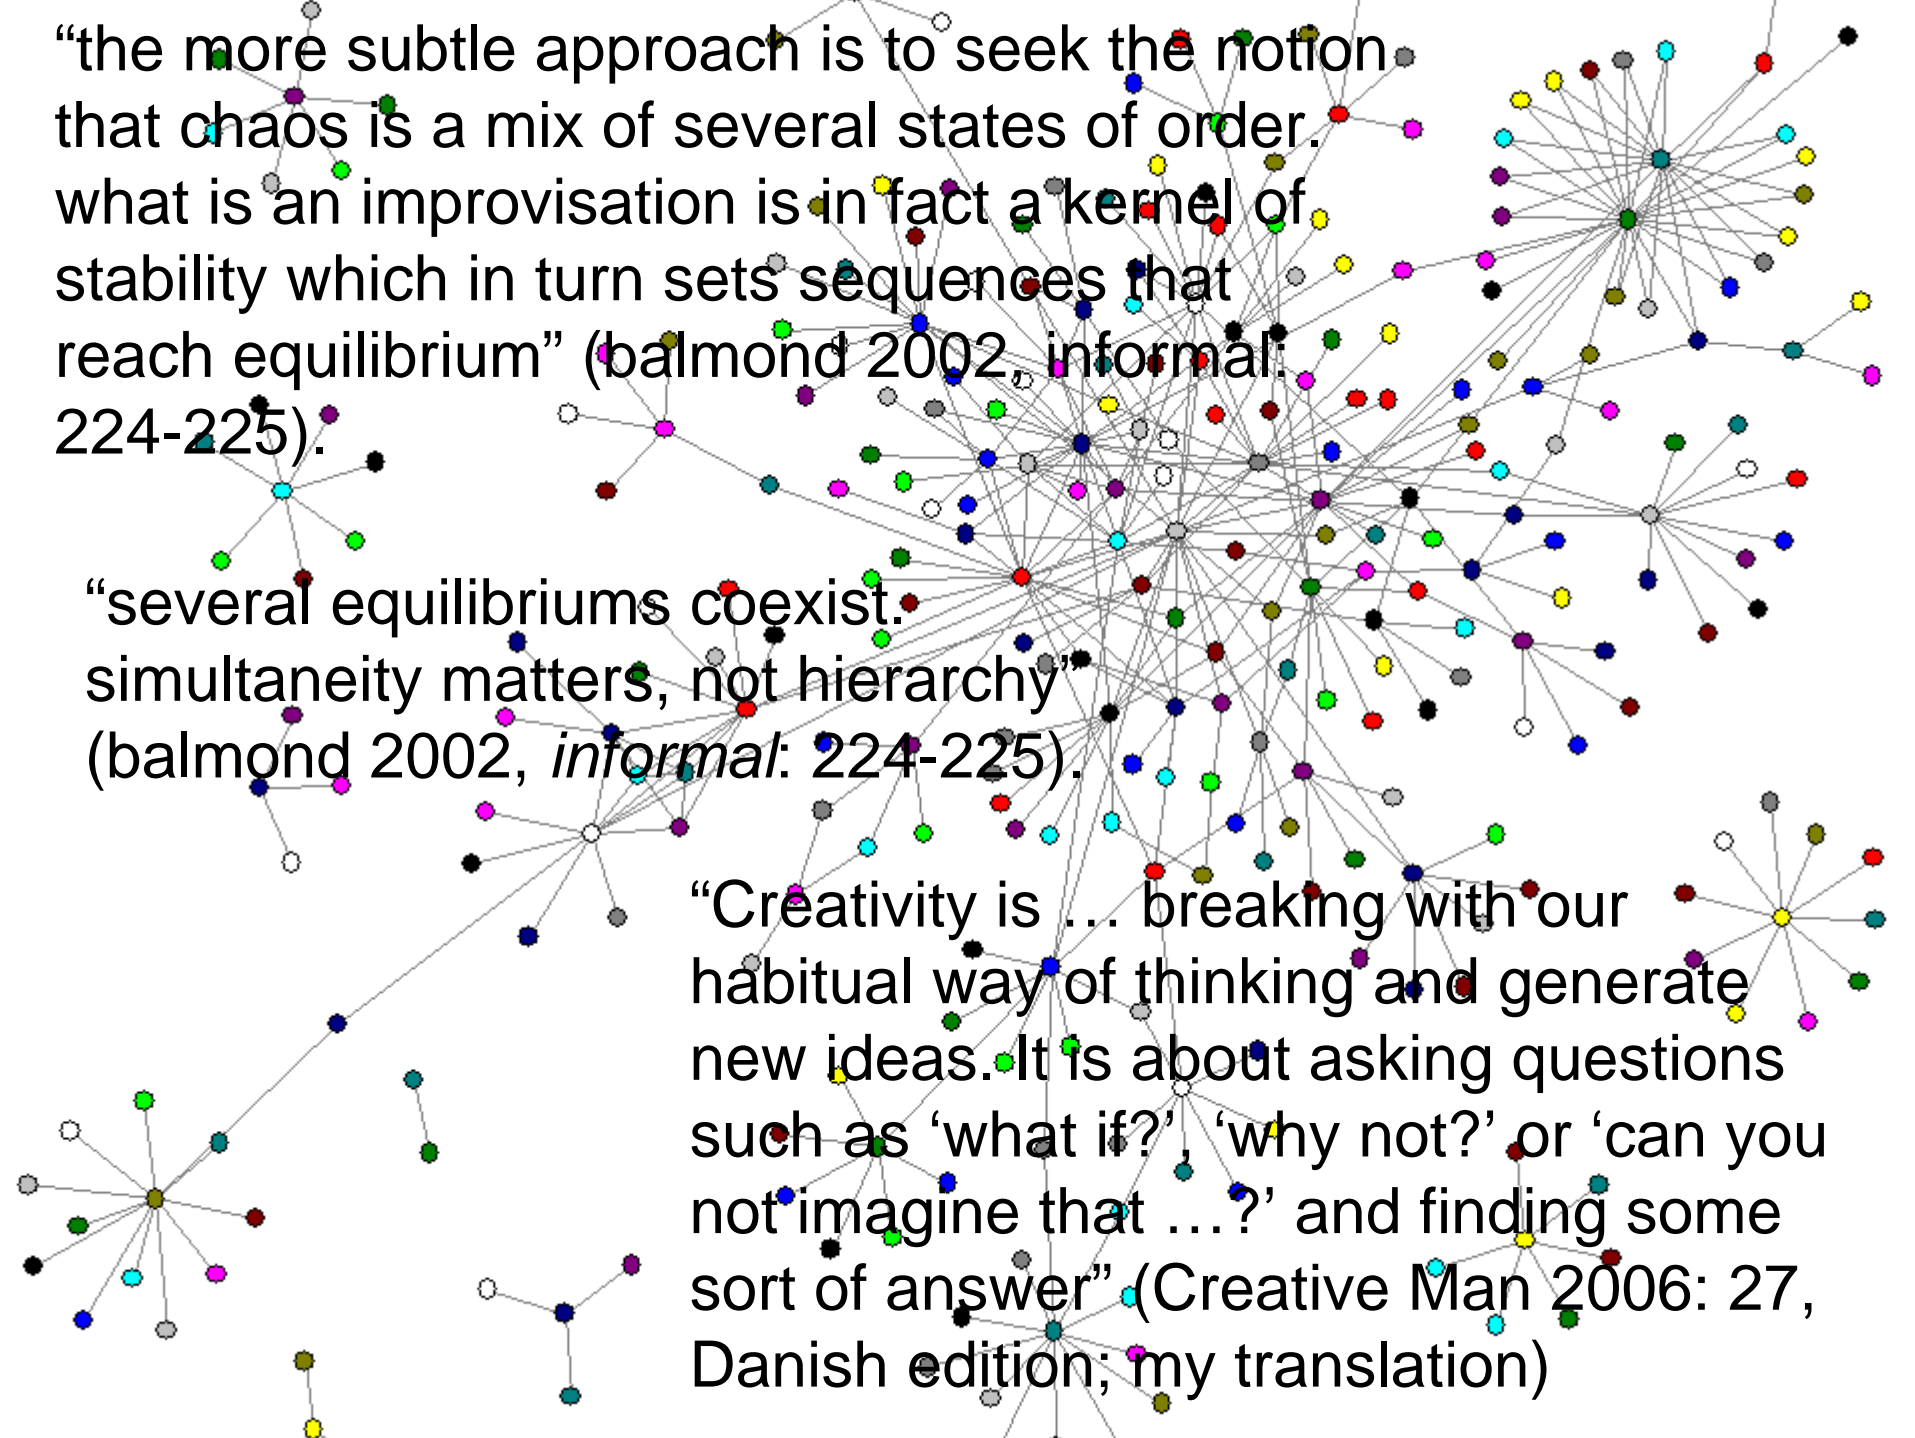 “the more subtle approach is to seek the notion
that chaos is a mix of several states of order.
what is an improvisation is in fact a kernel of
stability which in turn sets sequences that
reach equilibrium” (balmond 2002, informal:
224-225).
“several equilibriums coexist.
simultaneity matters, not hierarchy”
(balmond 2002, informal: 224-225).
“Creativity is … breaking with our
habitual way of thinking and generate
new ideas. It is about asking questions
such as ‘what if?’, ‘why not?’ or ‘can you
not imagine that …?’ and finding some
sort of answer” (Creative Man 2006: 27,
Danish edition; my translation)